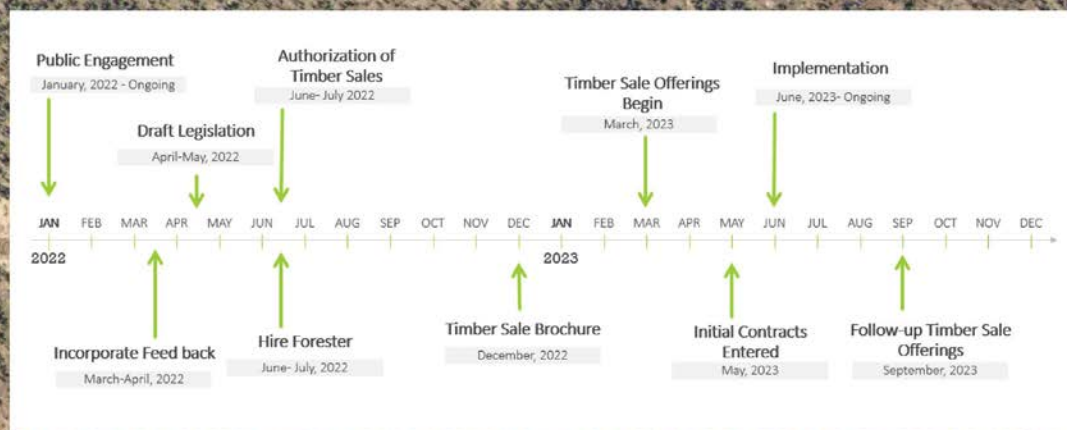 Public Engagement
January, 2022 - Ongoing
Authorization of
Timber Sales
June- July 2022
Draft Legislation
April-May, 2022
Timber Sale Offerings
Begin
March, 2023
Implementation
June, 2023- Ongoing
JAN FEB MAR APR MAY JUN JUL AUG SEP OCT NOV DEC JAN FEB MAR APR MAY JUN JUL AUG SEP OCT NOV DEC
2022 2023
Incorporate Feed back
March-April, 2022
Hire Forester
June- July, 2022
Timber Sale Brochure
December, 2022
Initial Contracts
Entered
May, 2023
Follow-up Timber Sale
Offerings
September, 2023